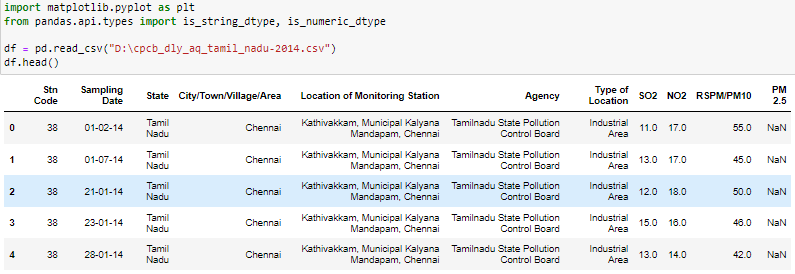 import matplotlib.pyplot as plt
from pandas.api.types import is_string_dtype, is_numeric_dtype
df = pd.read_csv("D:\cpcb_dly_aq_tamil_nadu-2014.csv")
df.head()
Stn Code Sampling Date State City/Town/Village/Area Location of Monitoring Station Agency Type of Location SO2 NO2 RSPM/PM10 PM 2.5
0 38 01-02-14 Tamil Nadu Chennai Kathivakkam, Municipal Kalyana Mandapam, Chennai Tamilnadu State Pollution Control Board Industrial Area 11.0 17.0 55.0 NaN
1 38 01-07-14 Tamil Nadu Chennai Kathivakkam, Municipal Kalyana Mandapam, Chennai Tamilnadu State Pollution Control Board Industrial Area 13.0 17.0 45.0 NaN
2 38 21-01-14 Tamil Nadu Chennai Kathivakkam, Municipal Kalyana Mandapam, Chennai Tamilnadu State Pollution Control Board Industrial Area 12.0 18.0 50.0 NaN
3 38 23-01-14 Tamil Nadu Chennai Kathivakkam, Municipal Kalyana Mandapam, Chennai Tamilnadu State Pollution Control Board Industrial Area 15.0 16.0 46.0 NaN
4 38 28-01-14 Tamil Nadu Chennai Kathivakkam, Municipal Kalyana Mandapam, Chennai Tamilnadu State Pollution Control Board Industrial Area 13.0 14.0 42.0 NaN